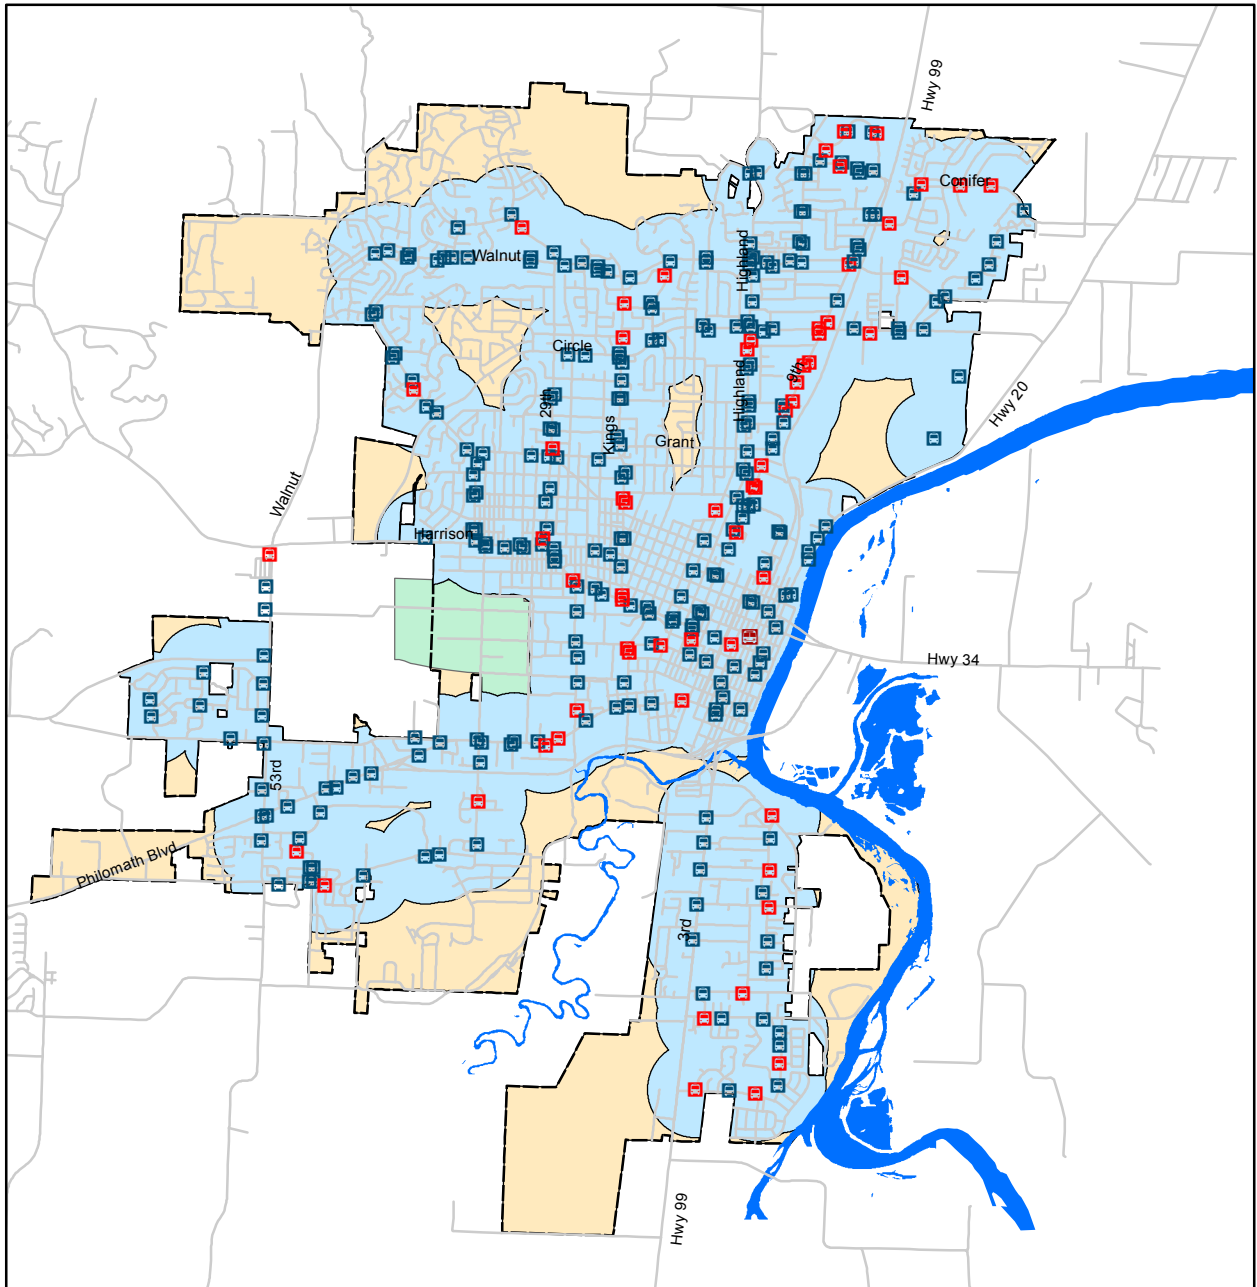 Hwy 99
Conifer
Highland
Walnut
Circle
Highland
9th
29th
Kings
Grant
Hwy 20
Walnut
Harrison
Hwy 34
53rd
Philomath Blvd
3rd
Hwy 99